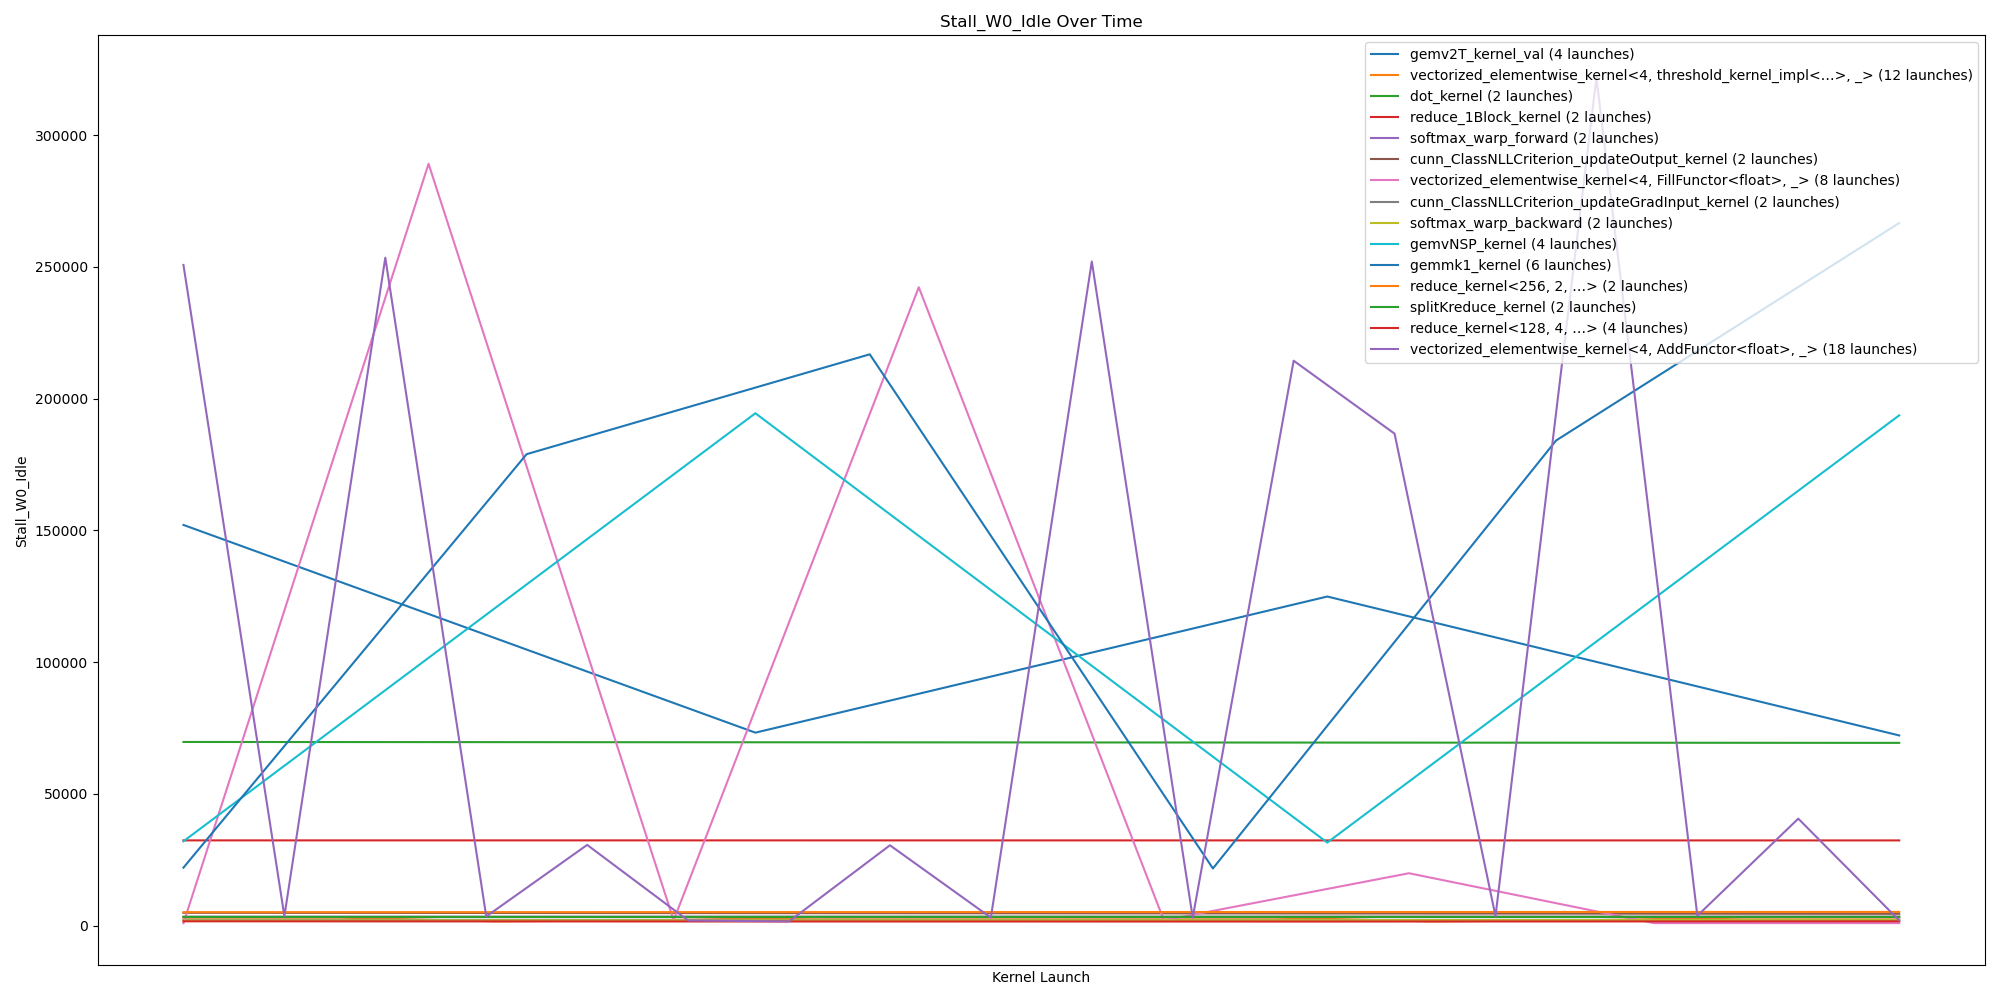 Stall_W0_Idle Over Time
gemv2T_kernel_val (4 launches)
vectorized_elementwise_kernel<4, threshold_kernel_impl<...>, _> (12 launches)
dot_kernel (2 launches)
reduce_1Block_kernel (2 launches)
softmax_warp_forward (2 launches)
cunn_ClassNLLCriterion_updateOutput_kernel (2 launches)
vectorized_elementwise_kernel<4, FillFunctor<float>, _> (8 launches)
cunn_ClassNLLCriterion_updateGradInput_kernel (2 launches)
softmax_warp_backward (2 launches)
gemvNSP_kernel (4 launches)
gemmk1_kernel (6 launches)
reduce_kernel<256, 2, ...> (2 launches)
splitKreduce_kernel (2 launches)
reduce_kernel<128, 4, ...> (4 launches)
vectorized_elementwise_kernel<4, AddFunctor<float>, _> (18 launches)
300000
250000
200000
150000
100000
50000
0
Stall_W0_Idle
Kernel Launch